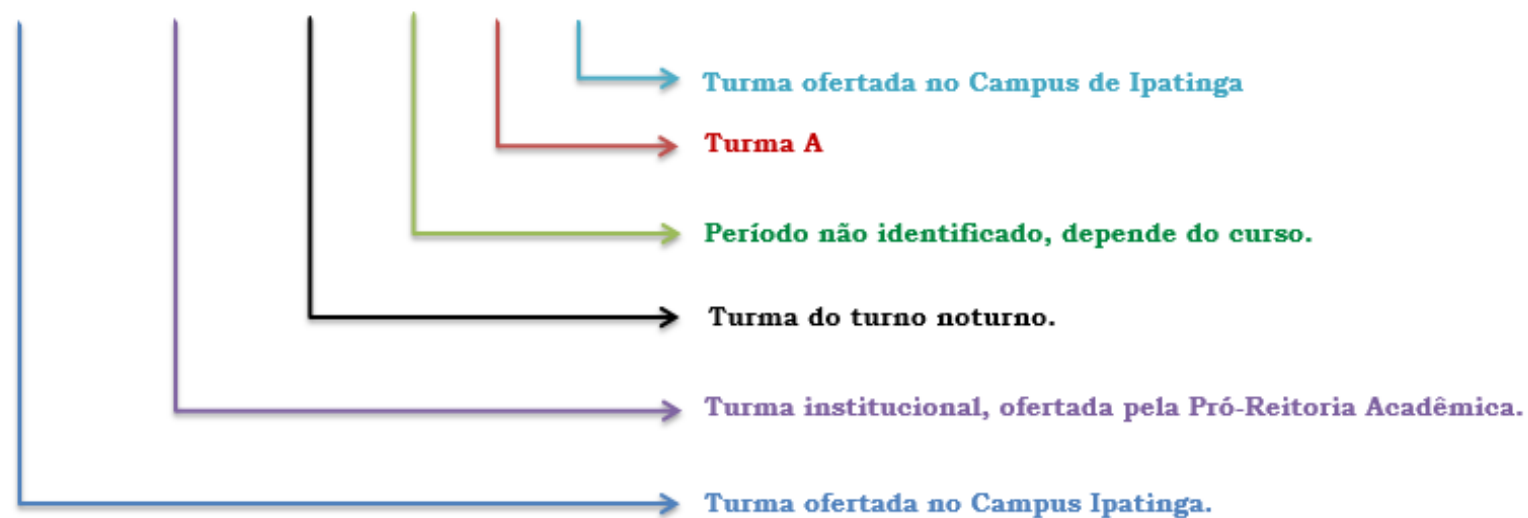 Turma ofertada no Campus de Ipatinga
Turma A
Período não identificado, depende do curso.
Turma do turno noturno.
Turma institucional, ofertada pela Pró-Reitoria Acadêmica.
Turma ofertada no Campus Ipatinga.